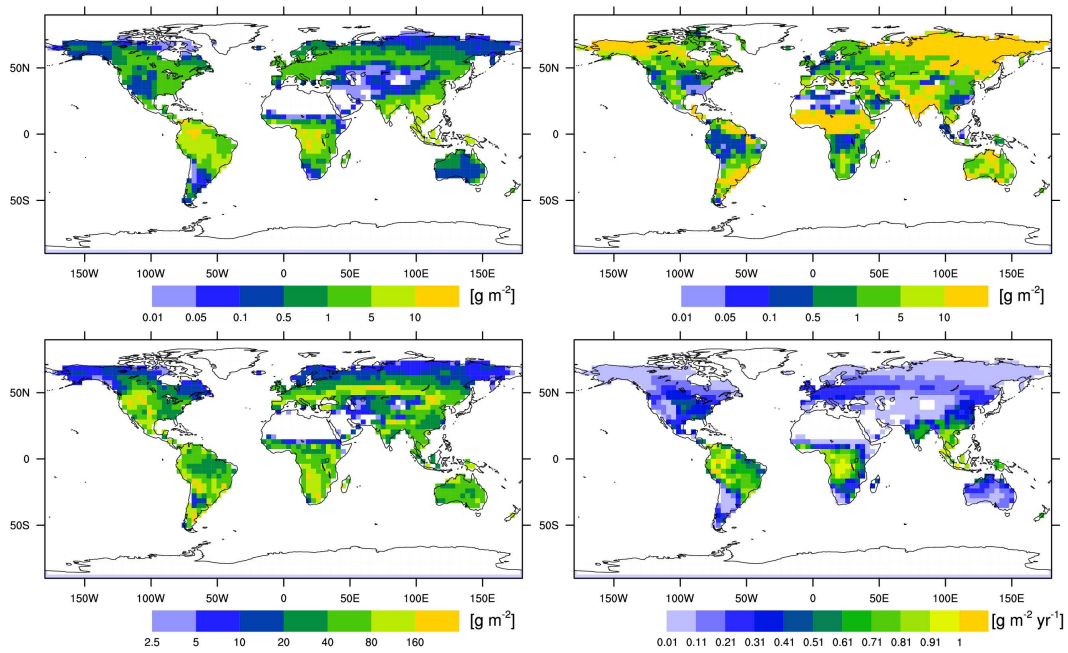 50N
0
50S
150W 100W 50W 0 50E 100E 150E
[g m⁻²]
0.01 0.05 0.1 0.5 1 5 10
50N
0
50S
150W 100W 50W 0 50E 100E 150E
[g m⁻²]
0.01 0.05 0.1 0.5 1 5 10
50N
0
50S
150W 100W 50W 0 50E 100E 150E
[g m⁻²]
2.5 5 10 20 40 80 160
50N
0
50S
150W 100W 50W 0 50E 100E 150E
[g m⁻² yr⁻¹]
0.01 0.11 0.21 0.31 0.41 0.51 0.61 0.71 0.81 0.91 1